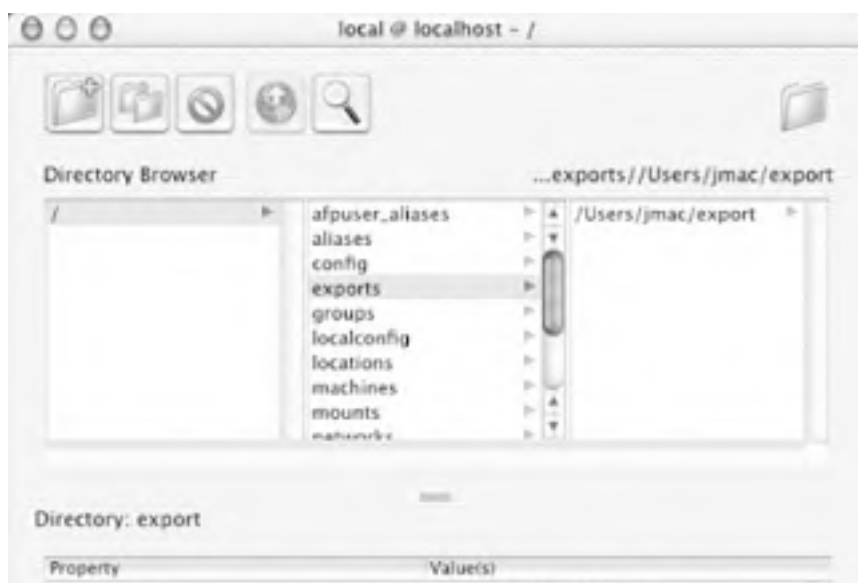 local @ localhost - /
Directory Browser
...exports//Users/jmac/export
/
afpuser_aliases
aliases
config
exports
groups
localconfig
locations
machines
mounts
networks
/Users/jmac/export
Directory: export
Property
Value(s)